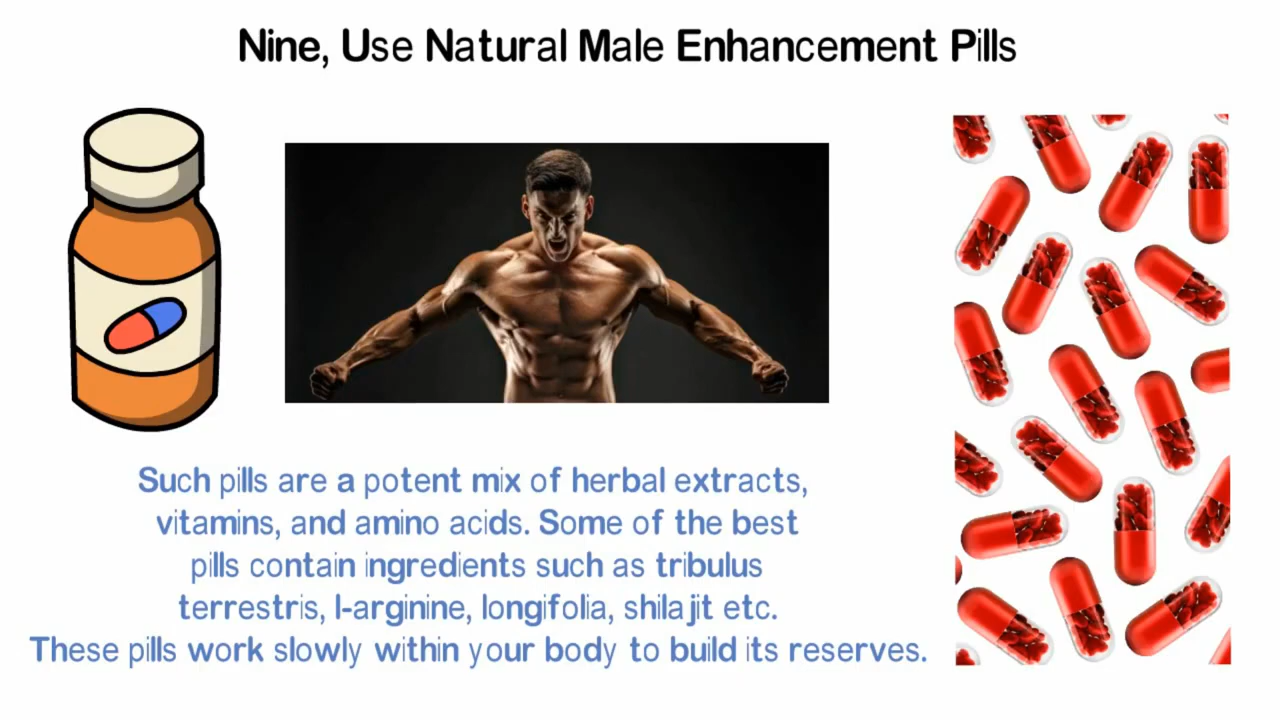 Nine, Use Natural Male Enhancement Pills
Such pills are a potent mix of herbal extracts,
vitamins, and amino acids. Some of the best
pills contain ingredients such as tribulus
terrestris, l-arginine, longifolia, shilajit etc.
These pills work slowly within your body to build its reserves.